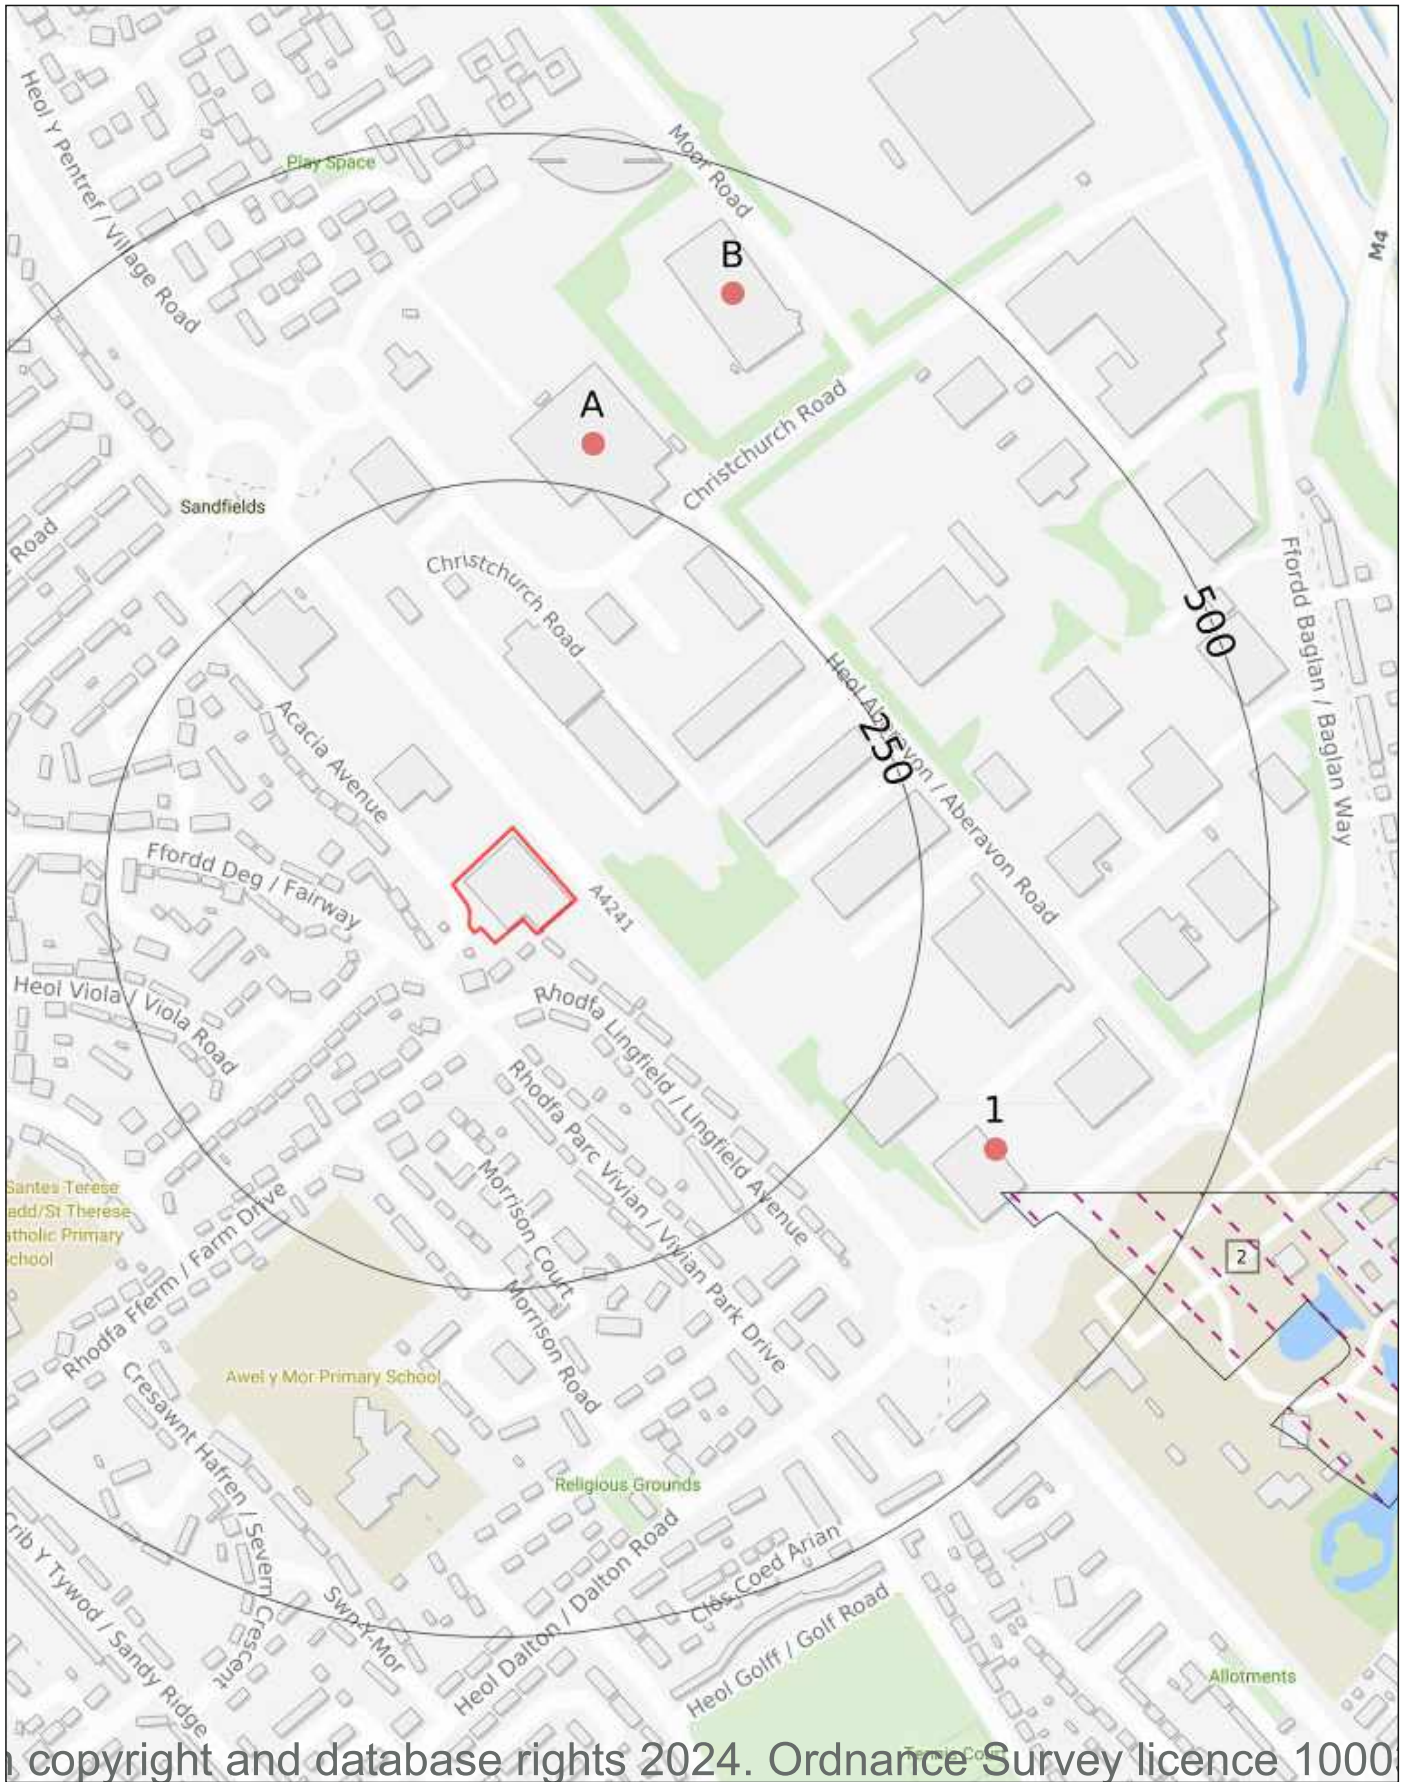 Heol Y Pentref / Village Road
Play Space
Moor Road
M4
B
A
Christchurch Road
Sandfields
Road
Christchurch Road
500
Ffordd Baglan / Baglan Way
Heol Aberavon / Aberavon Road
250
Acacia Avenue
Ffordd Deg / Fairway
A4241
Heol Viola / Viola Road
Rhodfa Lingfield / Lingfield Avenue
Rhodfa Parc Vivian / Vivian Park Drive
1
Morrison Court
Santes Terese
add/St Therese
atholic Primary
chool
Rhodfa Fferm / Farm Drive
2
Morrison Road
Awel y Mor Primary School
Cresawnt Hafren / Severn Crescent
Religious Grounds
rib Y Tywod / Sandy Ridge
Swn-Y-Mor
Heol Dalton / Dalton Road
Clos Coed Arian
Heol Golff / Golf Road
Allotments
Tennis Court
copyright and database rights 2024. Ordnance Survey licence 1000